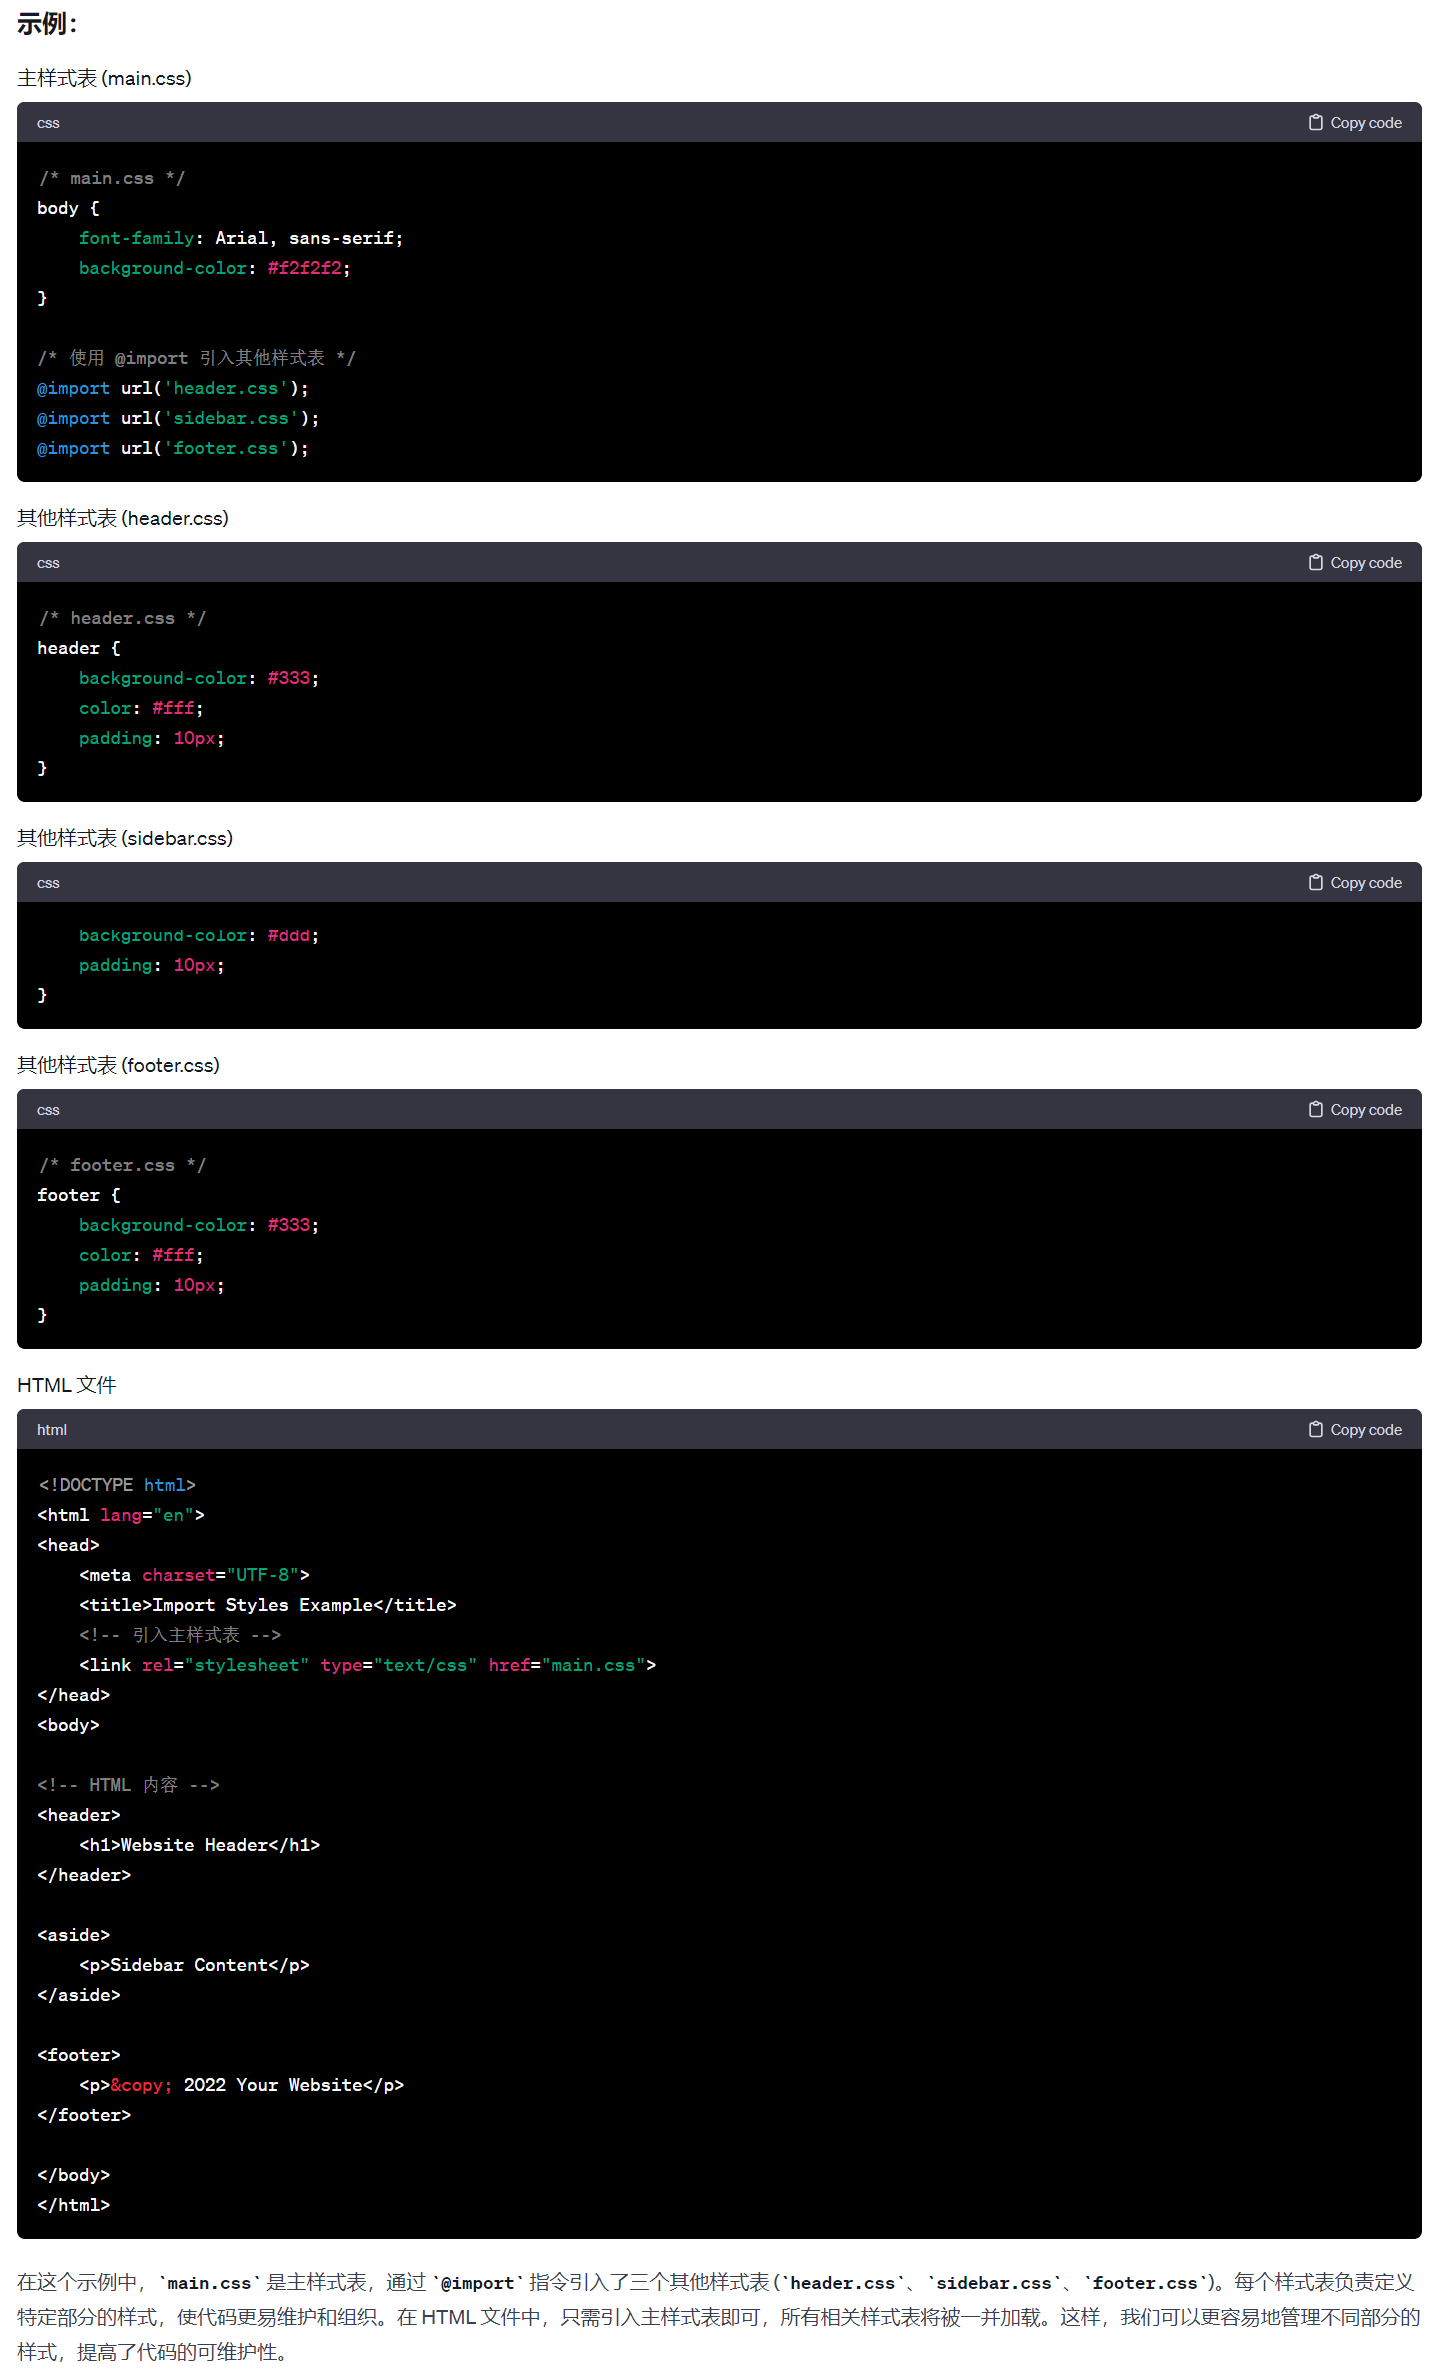 示例：
主样式表 (main.css)
css Copy code
/* main.css */
body {
    font-family: Arial, sans-serif;
    background-color: #f2f2f2;
}
/* 使用 @import 引入其他样式表 */
@import url('header.css');
@import url('sidebar.css');
@import url('footer.css');
其他样式表 (header.css)
css Copy code
/* header.css */
header {
    background-color: #333;
    color: #fff;
    padding: 10px;
}
其他样式表 (sidebar.css)
css Copy code
    background-color: #ddd;
    padding: 10px;
}
其他样式表 (footer.css)
css Copy code
/* footer.css */
footer {
    background-color: #333;
    color: #fff;
    padding: 10px;
}
HTML 文件
html Copy code
<!DOCTYPE html>
<html lang="en">
<head>
    <meta charset="UTF-8">
    <title>Import Styles Example</title>
    <!-- 引入主样式表 -->
    <link rel="stylesheet" type="text/css" href="main.css">
</head>
<body>
<!-- HTML 内容 -->
<header>
    <h1>Website Header</h1>
</header>
<aside>
    <p>Sidebar Content</p>
</aside>
<footer>
    <p>&copy; 2022 Your Website</p>
</footer>
</body>
</html>
在这个示例中，`main.css` 是主样式表，通过 `@import` 指令引入了三个其他样式表 (`header.css`、`sidebar.css`、`footer.css`)。每个样式表负责定义
特定部分的样式，使代码更易维护和组织。在 HTML 文件中，只需引入主样式表即可，所有相关样式表将被一并加载。这样，我们可以更容易地管理不同部分的
样式，提高了代码的可维护性。